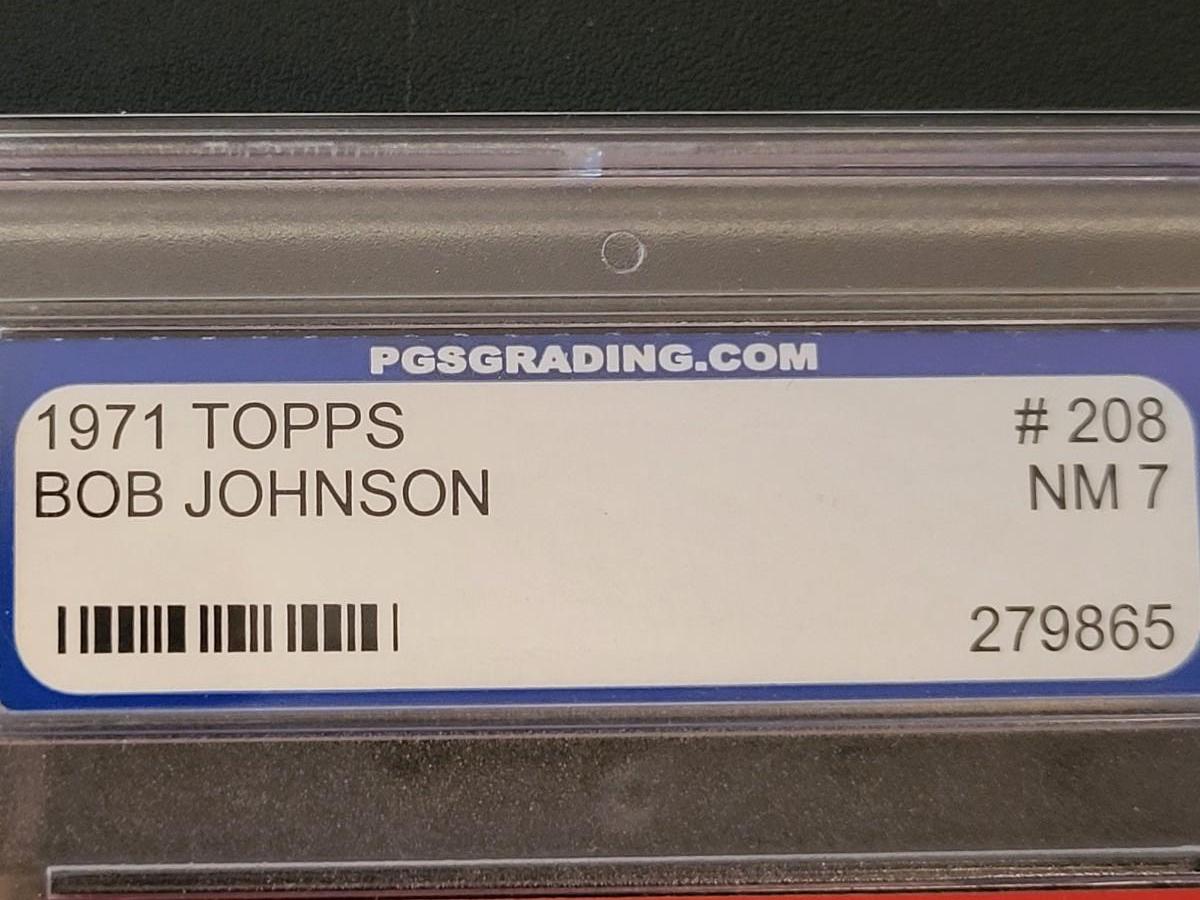 PGSGRADING.COM
1971 TOPPS # 208
BOB JOHNSON NM 7
279865